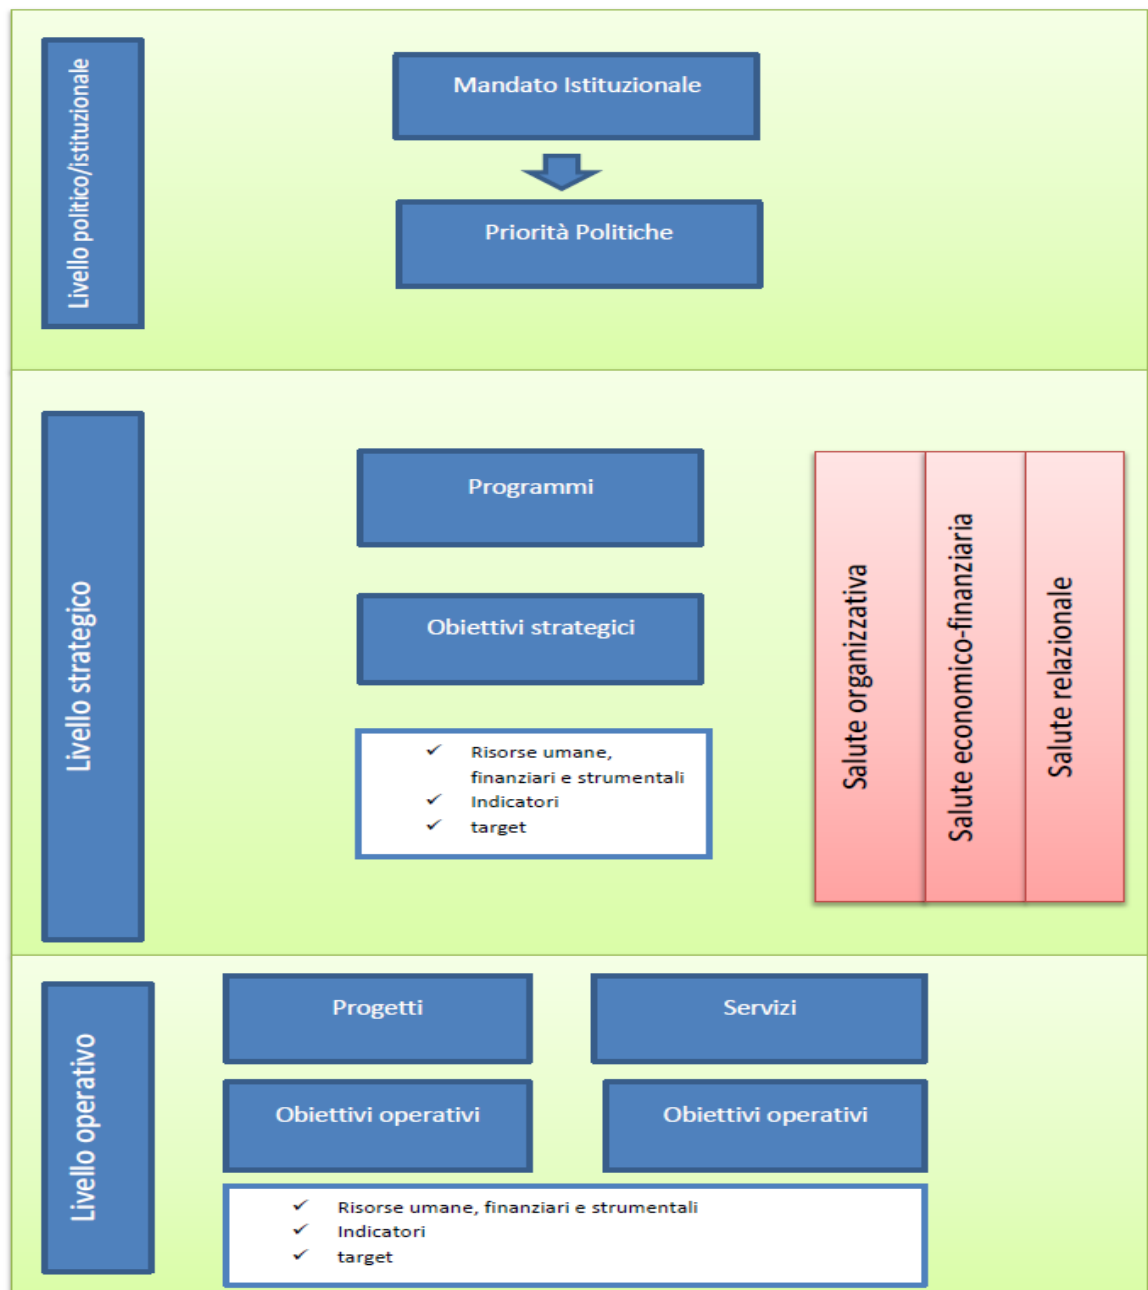 Livello politico/istituzionale
Mandato Istituzionale
Priorità Politiche
Livello strategico
Programmi
Obiettivi strategici
✓ Risorse umane,
finanziari e strumentali
✓ Indicatori
✓ target
Salute organizzativa
Salute economico-finanziaria
Salute relazionale
Livello operativo
Progetti
Servizi
Obiettivi operativi
Obiettivi operativi
✓ Risorse umane, finanziari e strumentali
✓ Indicatori
✓ target